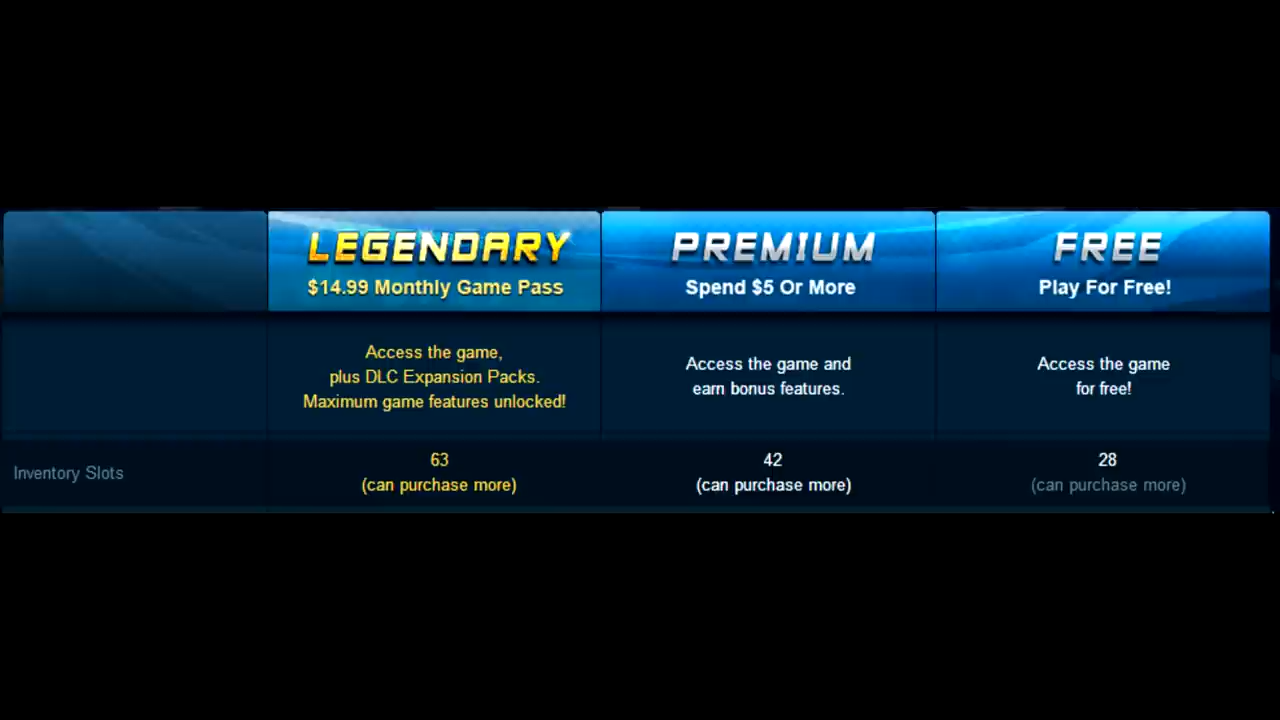 LEGENDARY
$14.99 Monthly Game Pass
PREMIUM
Spend $5 Or More
FREE
Play For Free!
Access the game,
plus DLC Expansion Packs.
Maximum game features unlocked!
Access the game and
earn bonus features.
Access the game
for free!
Inventory Slots
63
(can purchase more)
42
(can purchase more)
28
(can purchase more)